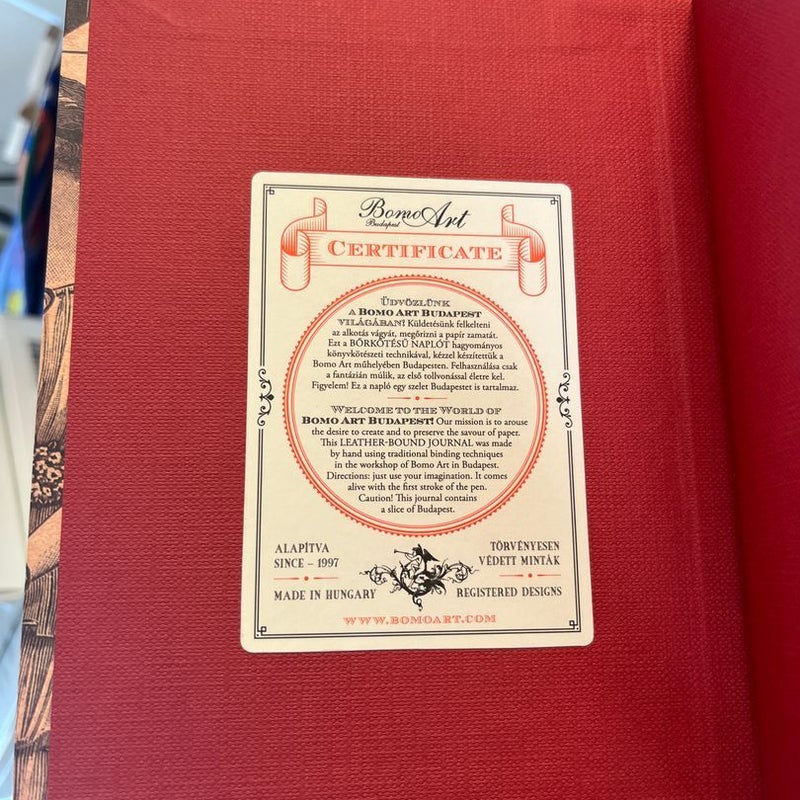 Bomo Art
Budapest
CERTIFICATE
ÜDVÖZLÜNK
A BOMO ART BUDAPEST
VILÁGÁBAN! Küldetésünk felkelteni
az alkotás vágyát, megőrizni a papír zamatát.
Ezt a BŐRKÖTÉSŰ NAPLÓT hagyományos
könyvkötészeti technikával, kézzel készítettük a
Bomo Art műhelyében Budapesten. Felhasználása csak
a fantázián múlik, az első tollvonással életre kel.
Figyelem! Ez a napló egy szelet Budapestet is tartalmaz.
WELCOME TO THE WORLD OF
BOMO ART BUDAPEST! Our mission is to arouse
the desire to create and to preserve the savour of paper.
This LEATHER-BOUND JOURNAL was made
by hand using traditional binding techniques
in the workshop of Bomo Art in Budapest.
Directions: just use your imagination. It comes
alive with the first stroke of the pen.
Caution! This journal contains
a slice of Budapest.
ALAPÍTVA
SINCE – 1997
MADE IN HUNGARY
TÖRVÉNYESEN
VÉDETT MINTÁK
REGISTERED DESIGNS
WWW.BOMOART.COM